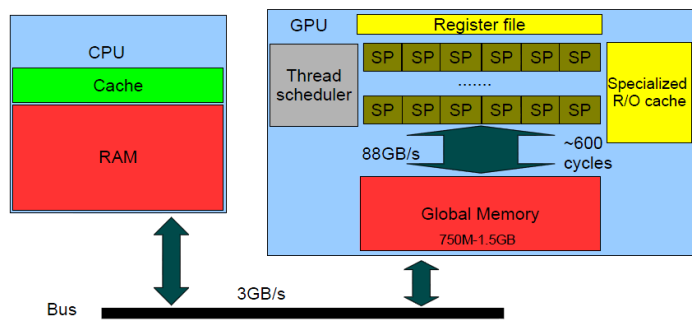 CPU
Cache
RAM
GPU
Register file
Thread
scheduler
SP SP SP SP SP SP
.......
SP SP SP SP SP SP
Specialized
R/O cache
88GB/s
~600
cycles
Global Memory
750M-1.5GB
3GB/s
Bus